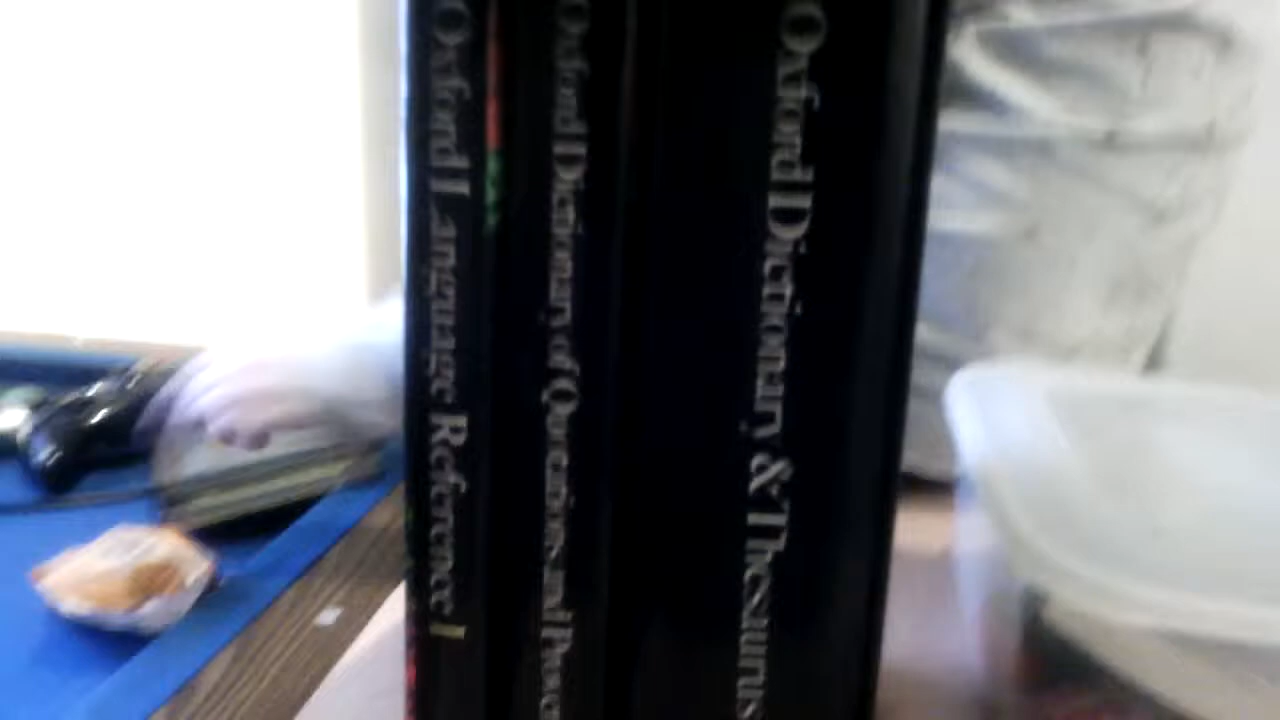 Oxford Language Reference
Oxford Dictionary of Quotations and
Oxford Dictionary & Thesaurus